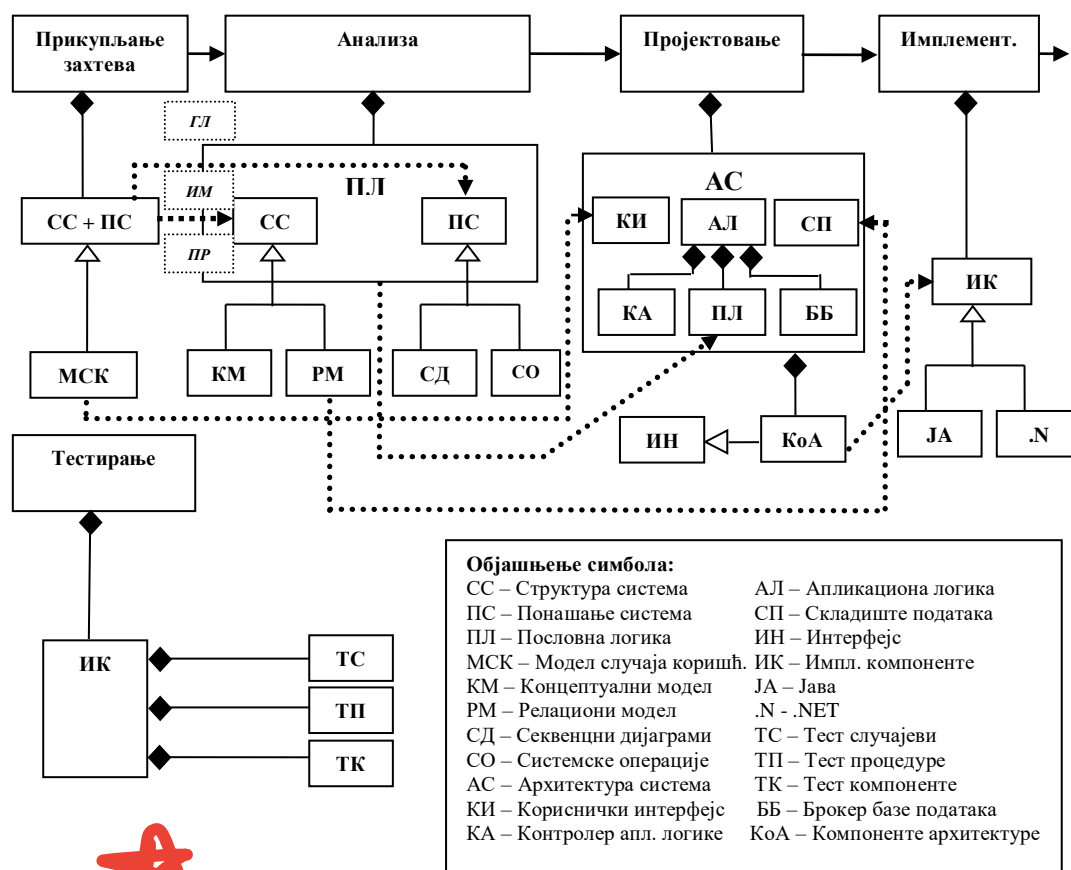 Прикупљање
захтева
Анализа
Пројектовање
Имплемент.
ГЛ
ПЛ
АС
ИМ
СС + ПС
СС
ПС
КИ
АЛ
СП
ПР
ИК
КА
ПЛ
ББ
МСК
КМ
РМ
СД
СО
ИН
КоА
ЈА
.N
Тестирање
ИК
ТС
ТП
ТК
Објашњење симбола:
СС – Структура система
ПС – Понашање система
ПЛ – Пословна логика
МСК – Модел случаја коришћ.
КМ – Концептуални модел
РМ – Релациони модел
СД – Секвенцни дијаграми
СО – Системске операције
АС – Архитектура система
КИ – Кориснички интерфејс
КА – Контролер апл. логике
АЛ – Апликациона логика
СП – Складиште података
ИН – Интерфејс
ИК – Импл. компоненте
ЈА – Јава
.N - .NET
ТС – Тест случајеви
ТП – Тест процедуре
ТК – Тест компоненте
ББ – Брокер базе података
КоА – Компоненте архитектуре